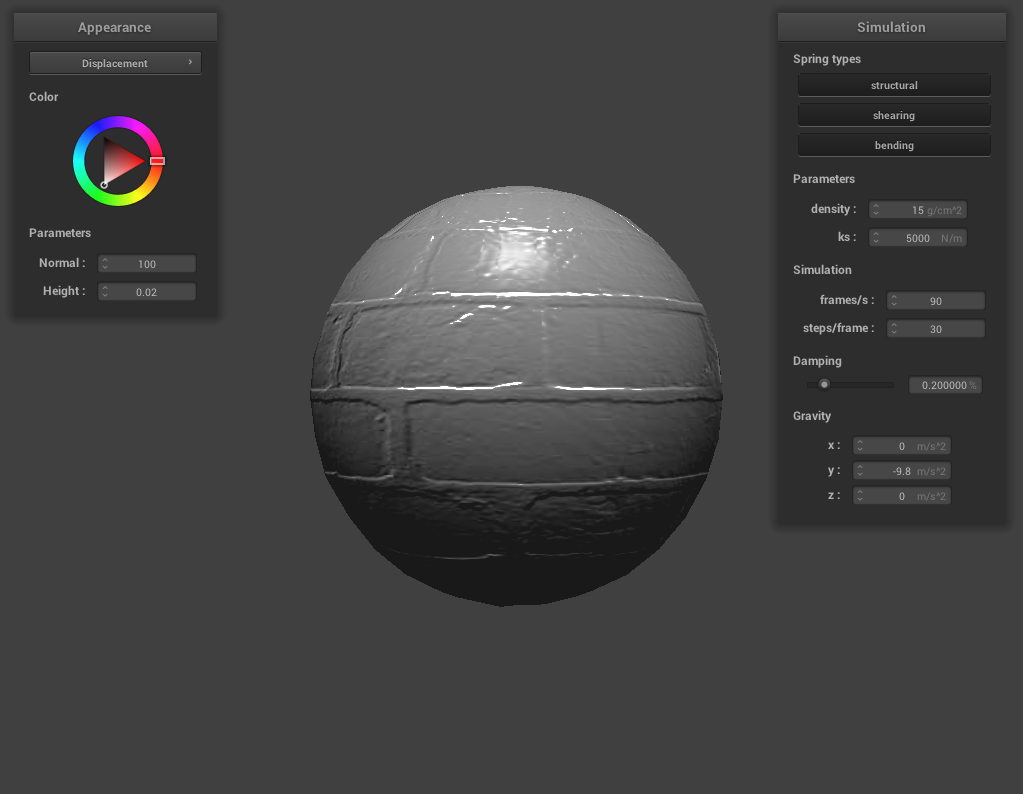 Appearance
Displacement
Color
Parameters
Normal : 100
Height : 0.02
Simulation
Spring types
structural
shearing
bending
Parameters
density : 15 g/cm^2
ks : 5000 N/m
Simulation
frames/s : 90
steps/frame : 30
Damping
0.200000 %
Gravity
x : 0 m/s^2
y : -9.8 m/s^2
z : 0 m/s^2